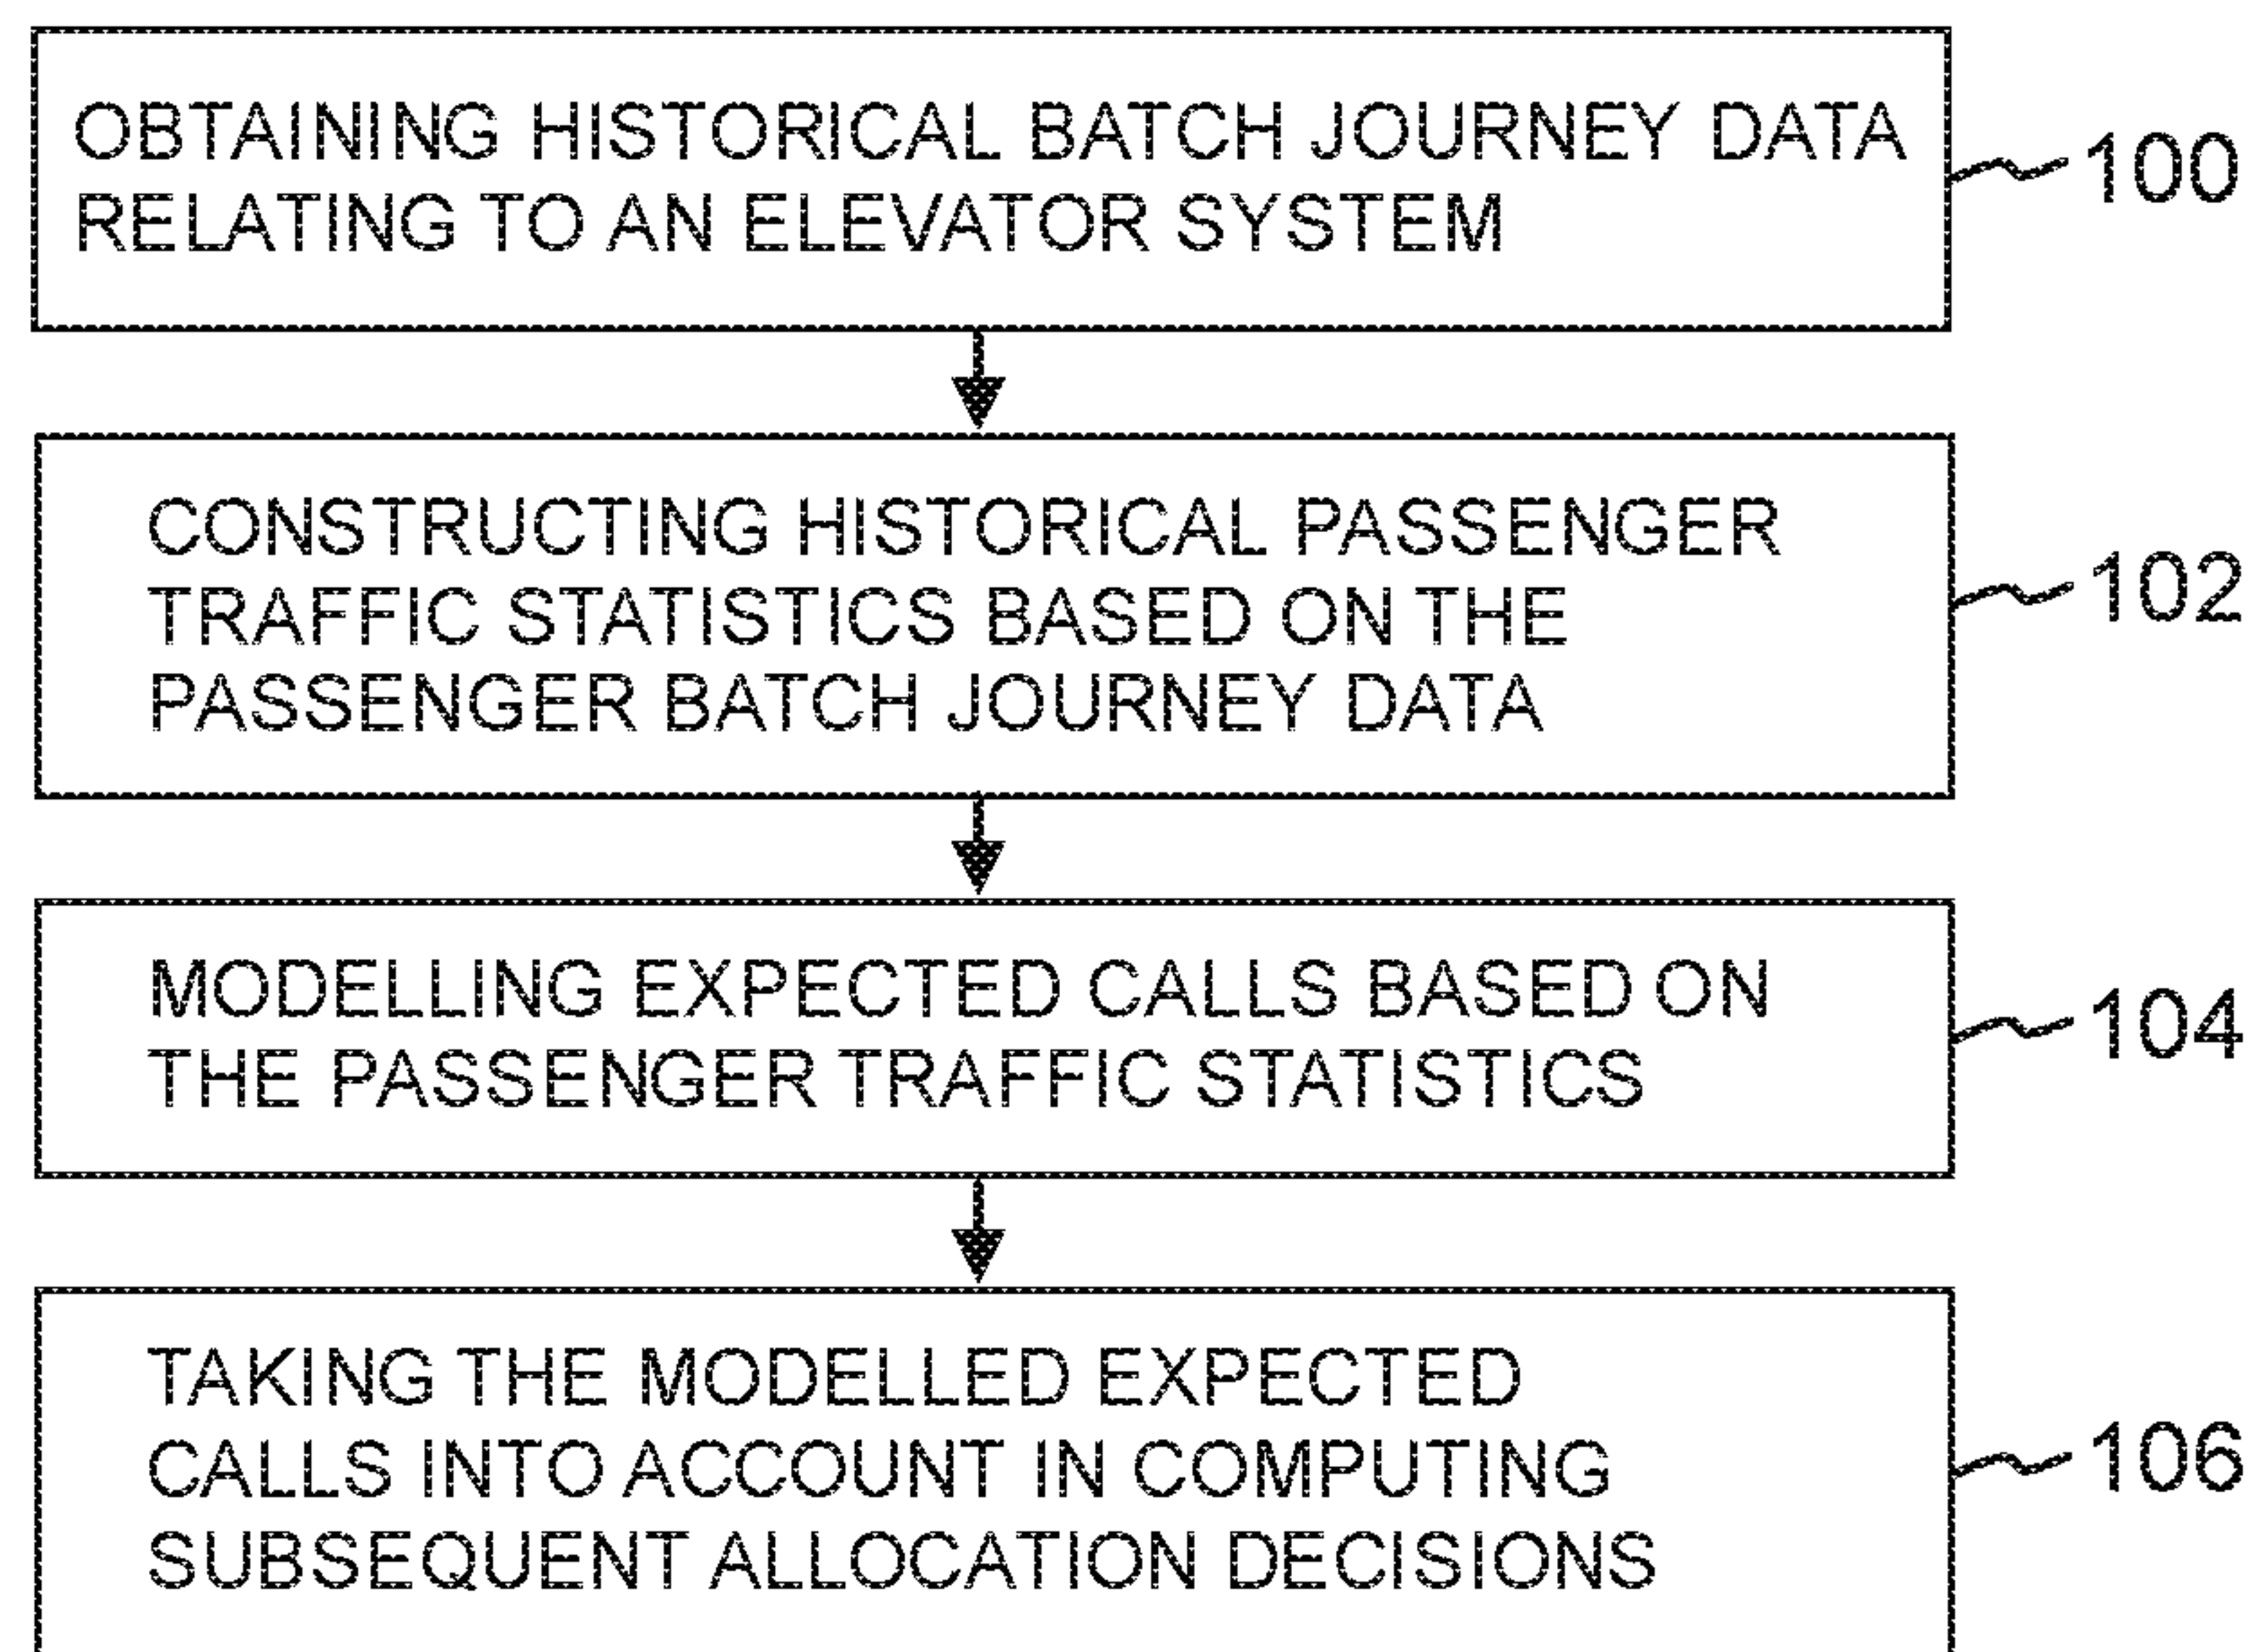 OBTAINING HISTORICAL BATCH JOURNEY DATA
RELATING TO AN ELEVATOR SYSTEM
100
CONSTRUCTING HISTORICAL PASSENGER
TRAFFIC STATISTICS BASED ON THE
PASSENGER BATCH JOURNEY DATA
102
MODELLING EXPECTED CALLS BASED ON
THE PASSENGER TRAFFIC STATISTICS
104
TAKING THE MODELLED EXPECTED
CALLS INTO ACCOUNT IN COMPUTING
SUBSEQUENT ALLOCATION DECISIONS
106